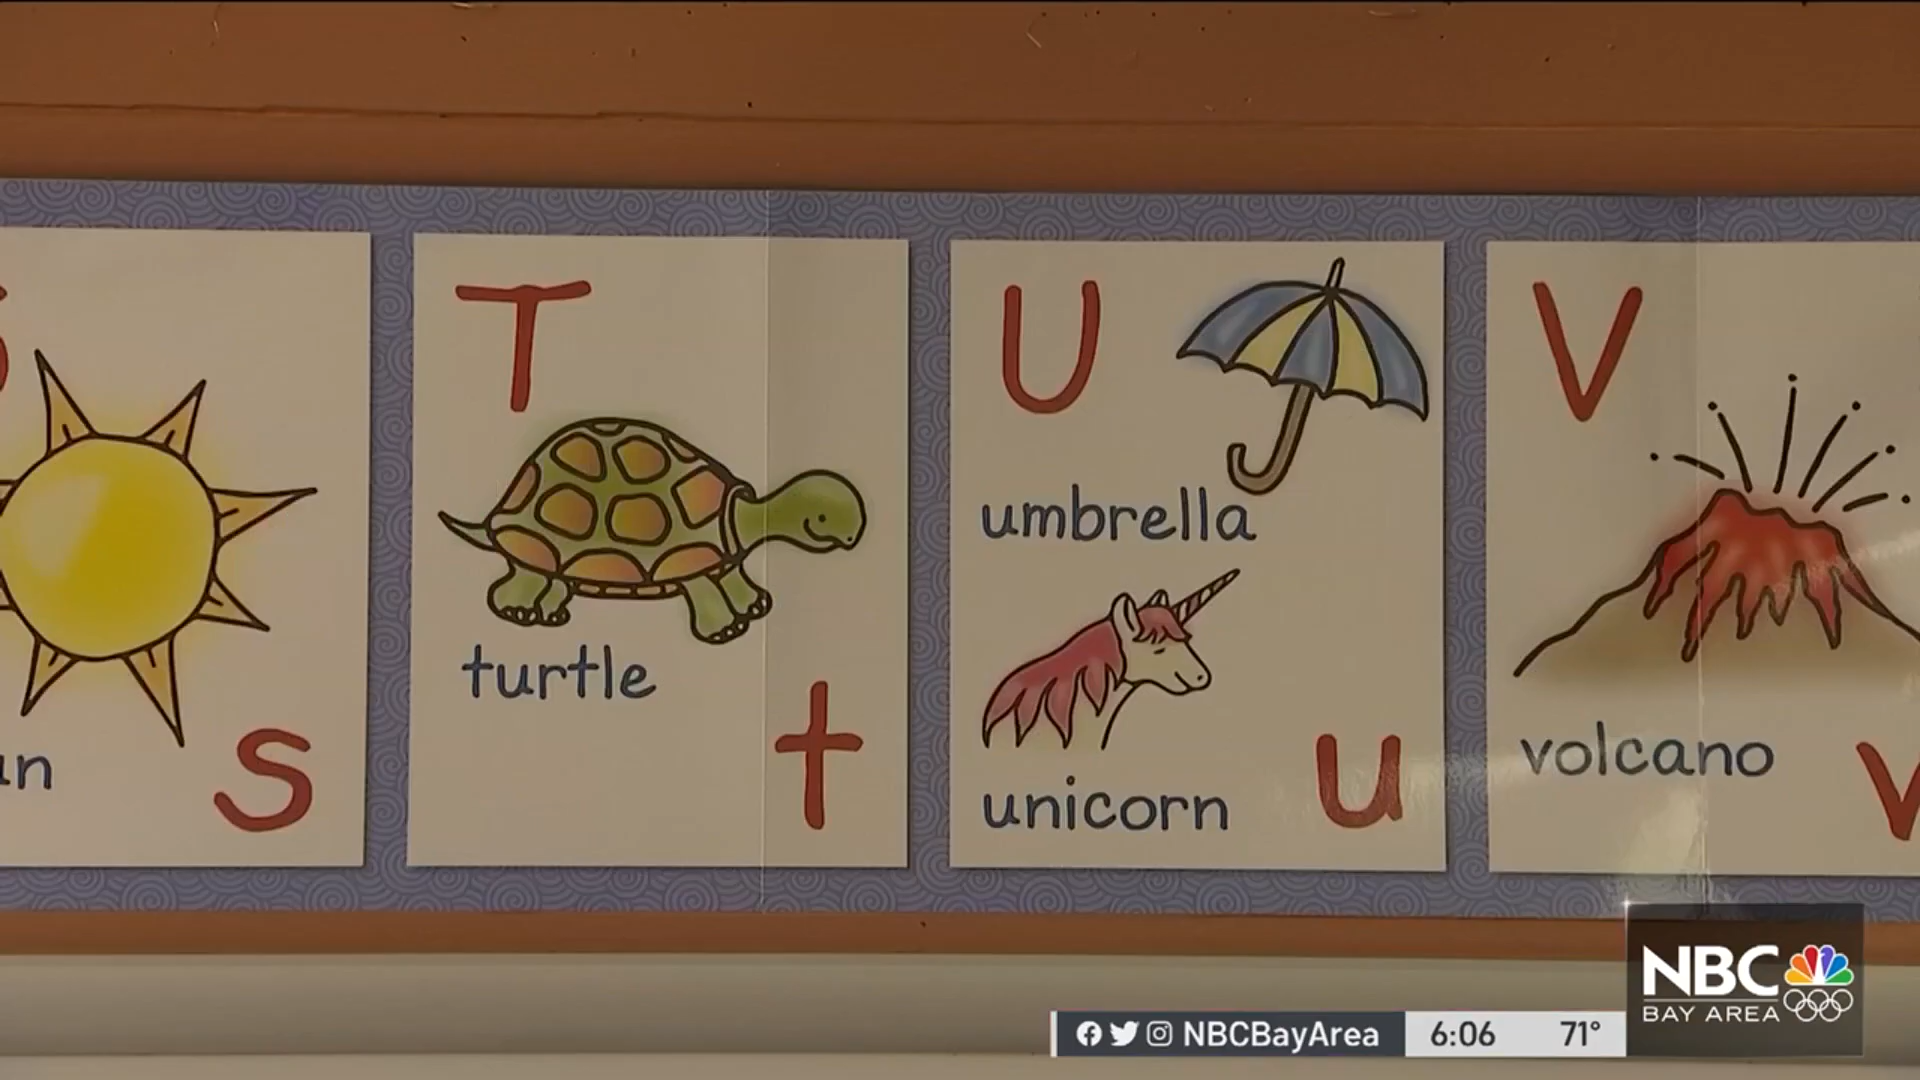 s
T
turtle
t
U
umbrella
unicorn
u
V
volcano
v
NBC
BAY AREA
NBCBayArea
6:06
71°